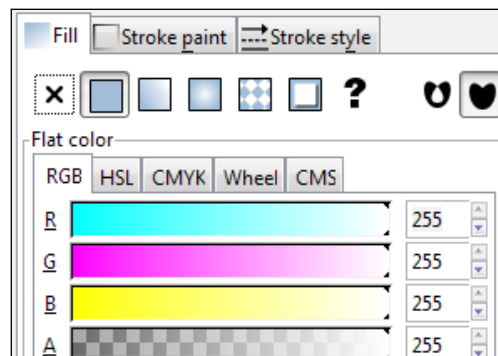 Fill Stroke paint Stroke style
?
Flat color
RGB HSL CMYK Wheel CMS
R 255
G 255
B 255
A 255